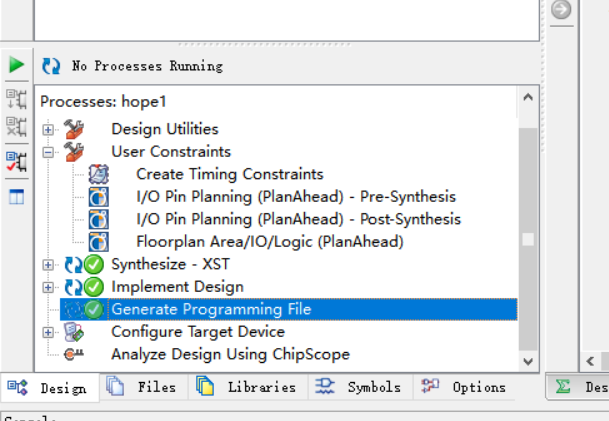 No Processes Running
Processes: hope1
Design Utilities
User Constraints
Create Timing Constraints
I/O Pin Planning (PlanAhead) - Pre-Synthesis
I/O Pin Planning (PlanAhead) - Post-Synthesis
Floorplan Area/IO/Logic (PlanAhead)
Synthesize - XST
Implement Design
Generate Programming File
Configure Target Device
Analyze Design Using ChipScope
Design Files Libraries Symbols Options Des